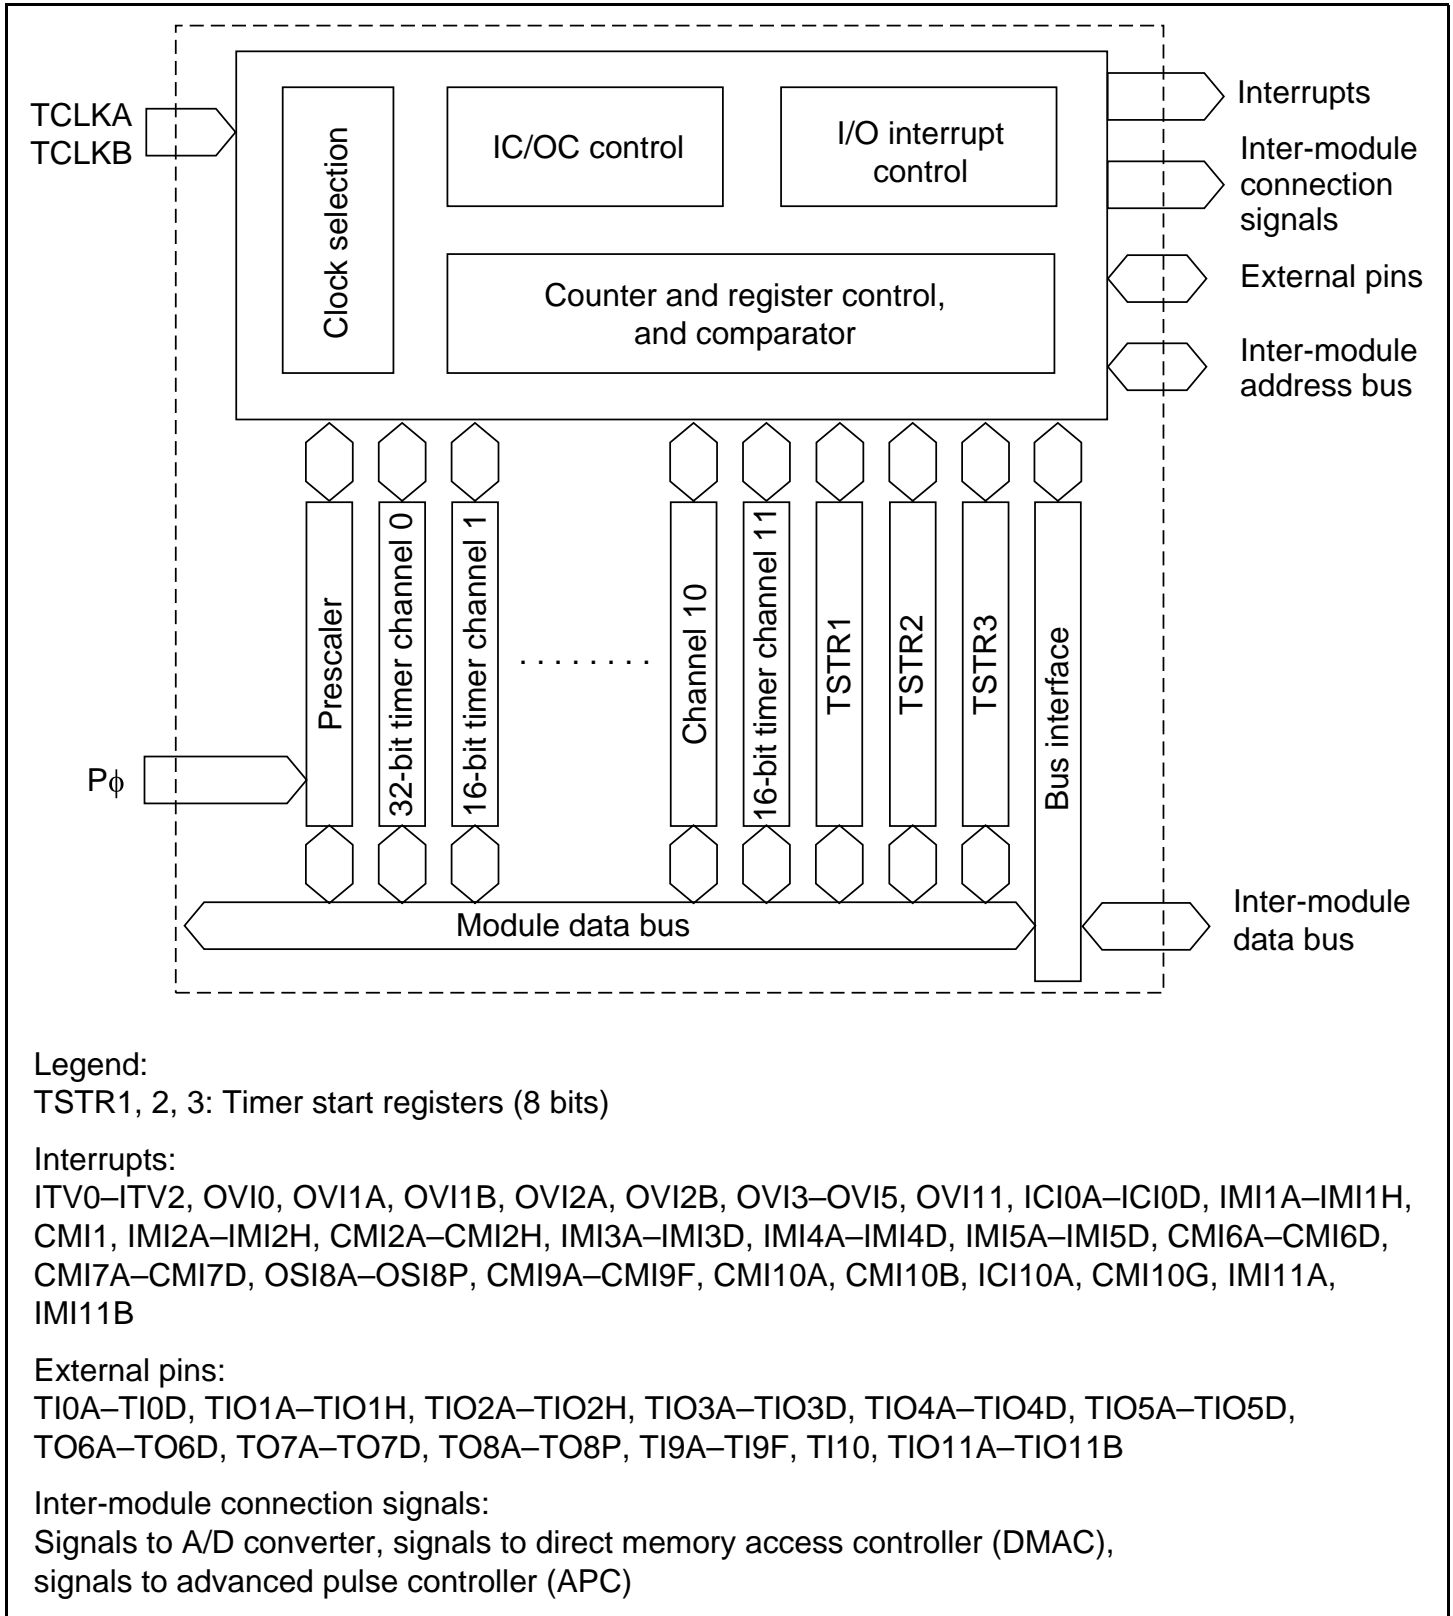 TCLKA
TCLKB
Clock selection
IC/OC control
I/O interrupt
control
Counter and register control,
and comparator
Interrupts
Inter-module
connection
signals
External pins
Inter-module
address bus
Pϕ
Prescaler
32-bit timer channel 0
16-bit timer channel 1
. . . . . . . .
Channel 10
16-bit timer channel 11
TSTR1
TSTR2
TSTR3
Bus interface
Module data bus
Inter-module
data bus
Legend:
TSTR1, 2, 3: Timer start registers (8 bits)
Interrupts:
ITV0–ITV2, OVI0, OVI1A, OVI1B, OVI2A, OVI2B, OVI3–OVI5, OVI11, ICI0A–ICI0D, IMI1A–IMI1H,
CMI1, IMI2A–IMI2H, CMI2A–CMI2H, IMI3A–IMI3D, IMI4A–IMI4D, IMI5A–IMI5D, CMI6A–CMI6D,
CMI7A–CMI7D, OSI8A–OSI8P, CMI9A–CMI9F, CMI10A, CMI10B, ICI10A, CMI10G, IMI11A,
IMI11B
External pins:
TI0A–TI0D, TIO1A–TIO1H, TIO2A–TIO2H, TIO3A–TIO3D, TIO4A–TIO4D, TIO5A–TIO5D,
TO6A–TO6D, TO7A–TO7D, TO8A–TO8P, TI9A–TI9F, TI10, TIO11A–TIO11B
Inter-module connection signals:
Signals to A/D converter, signals to direct memory access controller (DMAC),
signals to advanced pulse controller (APC)